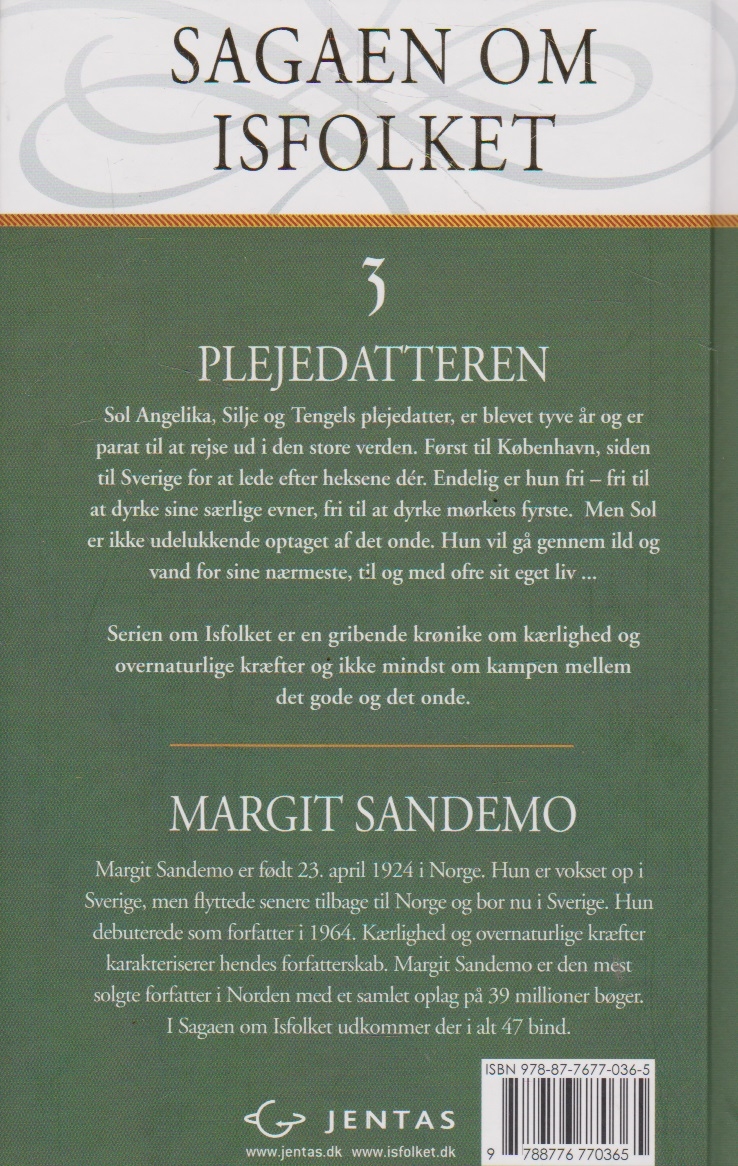 SAGAEN OM
ISFOLKET
3
PLEJEDATTEREN
Sol Angelika, Silje og Tengels plejedatter, er blevet tyve år og er
parat til at rejse ud i den store verden. Først til København, siden
til Sverige for at lede efter heksene dér. Endelig er hun fri – fri til
at dyrke sine særlige evner, fri til at dyrke mørkets fyrste. Men Sol
er ikke udelukkende optaget af det onde. Hun vil gå gennem ild og
vand for sine nærmeste, til og med ofre sit eget liv ...
Serien om Isfolket er en gribende krønike om kærlighed og
overnaturlige kræfter og ikke mindst om kampen mellem
det gode og det onde.
MARGIT SANDEMO
Margit Sandemo er født 23. april 1924 i Norge. Hun er vokset op i
Sverige, men flyttede senere tilbage til Norge og bor nu i Sverige. Hun
debuterede som forfatter i 1964. Kærlighed og overnaturlige kræfter
karakteriserer hendes forfatterskab. Margit Sandemo er den mest
solgte forfatter i Norden med et samlet oplag på 39 millioner bøger.
I Sagaen om Isfolket udkommer der i alt 47 bind.
ISBN 978-87-7677-036-5
JENTAS
www.jentas.dk www.isfolket.dk
9 788776 770365